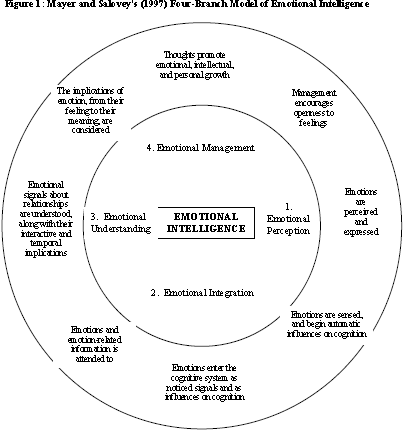 Figure 1: Mayer and Salovey's (1997) Four-Branch Model of Emotional Intelligence
Thoughts promote
emotional, intellectual,
and personal growth
The implications of
emotion, from their
feeling to their
meaning, are
considered
Management
encourages
openness to
feelings
4. Emotional Management
Emotional
signals about
relationships
are understood,
along with their
interactive and
temporal
implications
3. Emotional
Understanding
EMOTIONAL
INTELLIGENCE
1.
Emotional
Perception
Emotions
are
perceived
and
expressed
2. Emotional Integration
Emotions are sensed,
and begin automatic
influences on cognition
Emotions and
emotion-related
information is
attended to
Emotions enter the
cognitive system as
noticed signals and as
influences on cognition